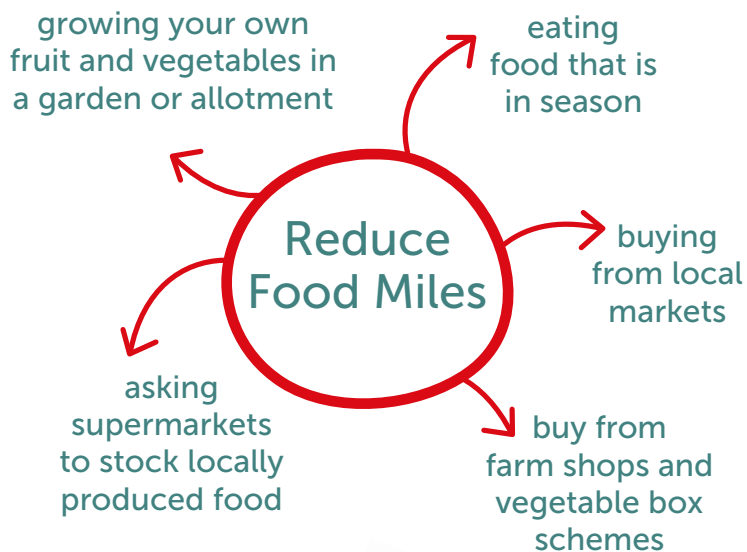 growing your own
fruit and vegetables in
a garden or allotment
eating
food that is
in season
Reduce
Food Miles
buying
from local
markets
asking
supermarkets
to stock locally
produced food
buy from
farm shops and
vegetable box
schemes